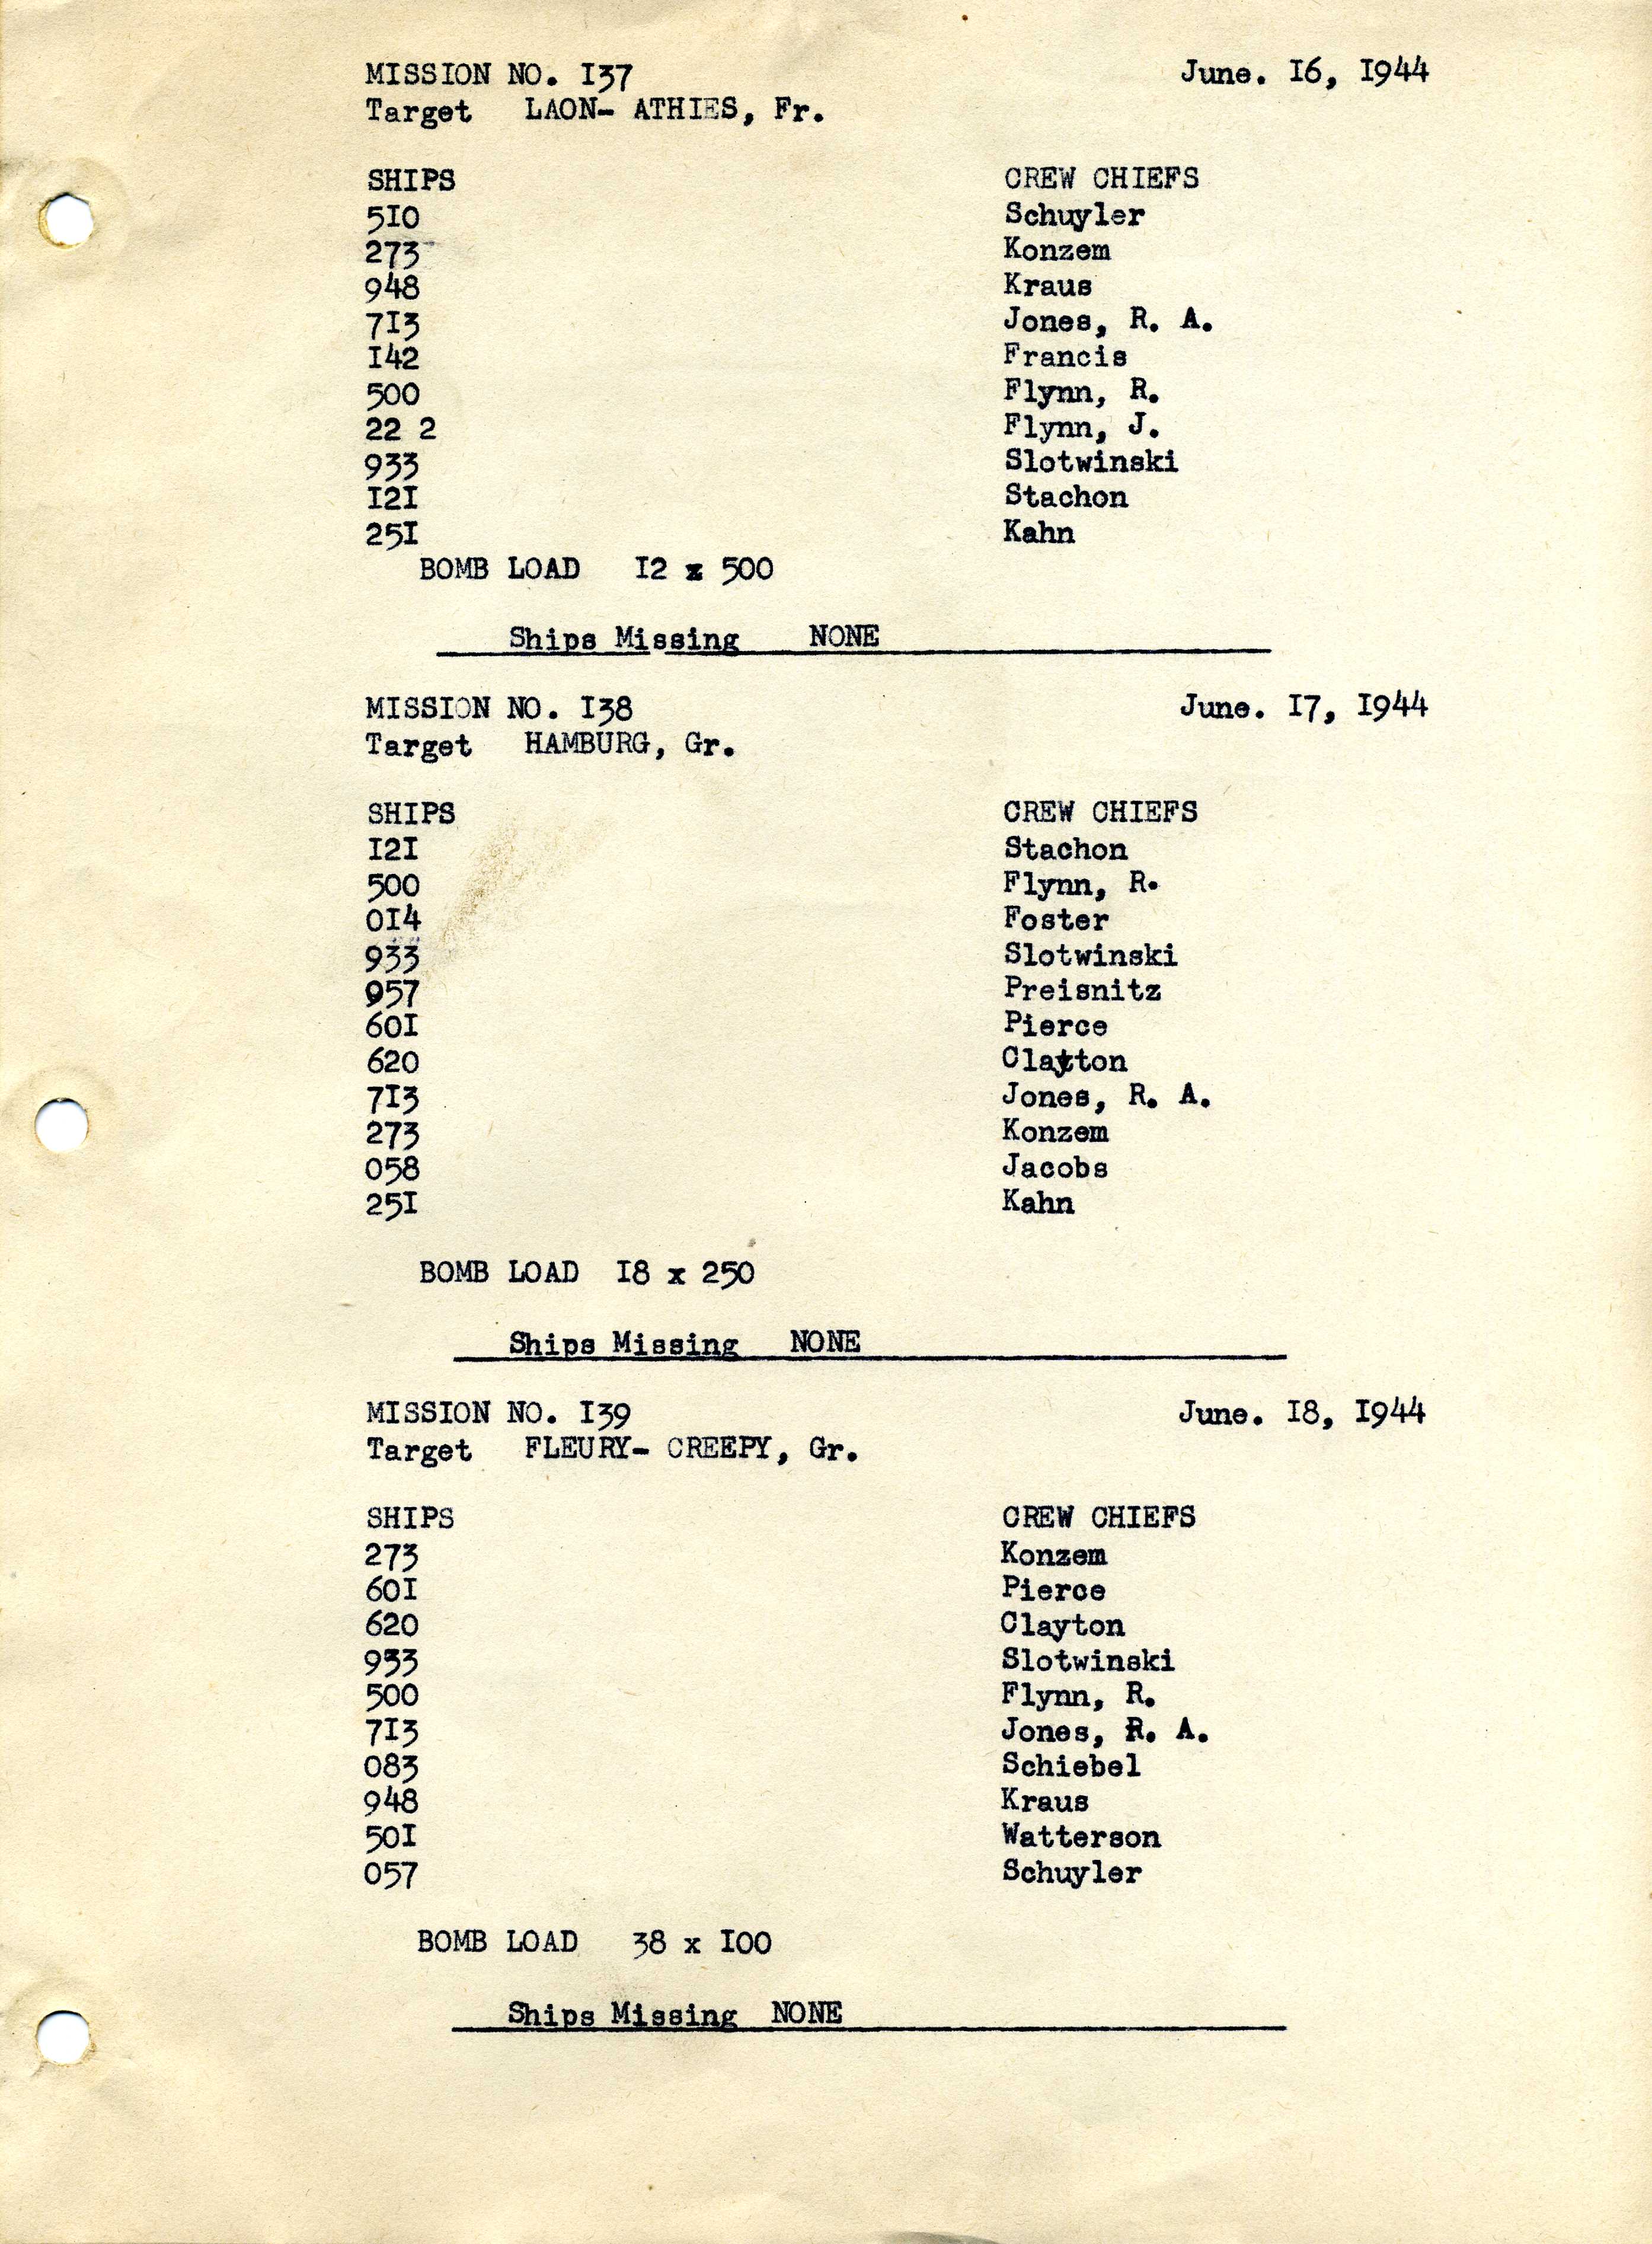 MISSION NO. I37 June. I6, I944
Target LAON- ATHIES, Fr.
SHIPS CREW CHIEFS
5I0 Schuyler
273 Konzem
948 Kraus
7I3 Jones, R. A.
I42 Francis
500 Flynn, R.
22 2 Flynn, J.
933 Slotwinski
I2I Stachon
25I Kahn
BOMB LOAD I2 x 500
Ships Missing NONE
MISSION NO. I38 June. I7, I944
Target HAMBURG, Gr.
SHIPS CREW CHIEFS
I2I Stachon
500 Flynn, R.
0I4 Foster
933 Slotwinski
957 Preisnitz
60I Pierce
620 Clayton
7I3 Jones, R. A.
273 Konzem
058 Jacobs
25I Kahn
BOMB LOAD I8 x 250
Ships Missing NONE
MISSION NO. I39 June. I8, I944
Target FLEURY- CREEPY, Gr.
SHIPS CREW CHIEFS
273 Konzem
60I Pierce
620 Clayton
933 Slotwinski
500 Flynn, R.
7I3 Jones, R. A.
083 Schiebel
948 Kraus
50I Watterson
057 Schuyler
BOMB LOAD 38 x I00
Ships Missing NONE